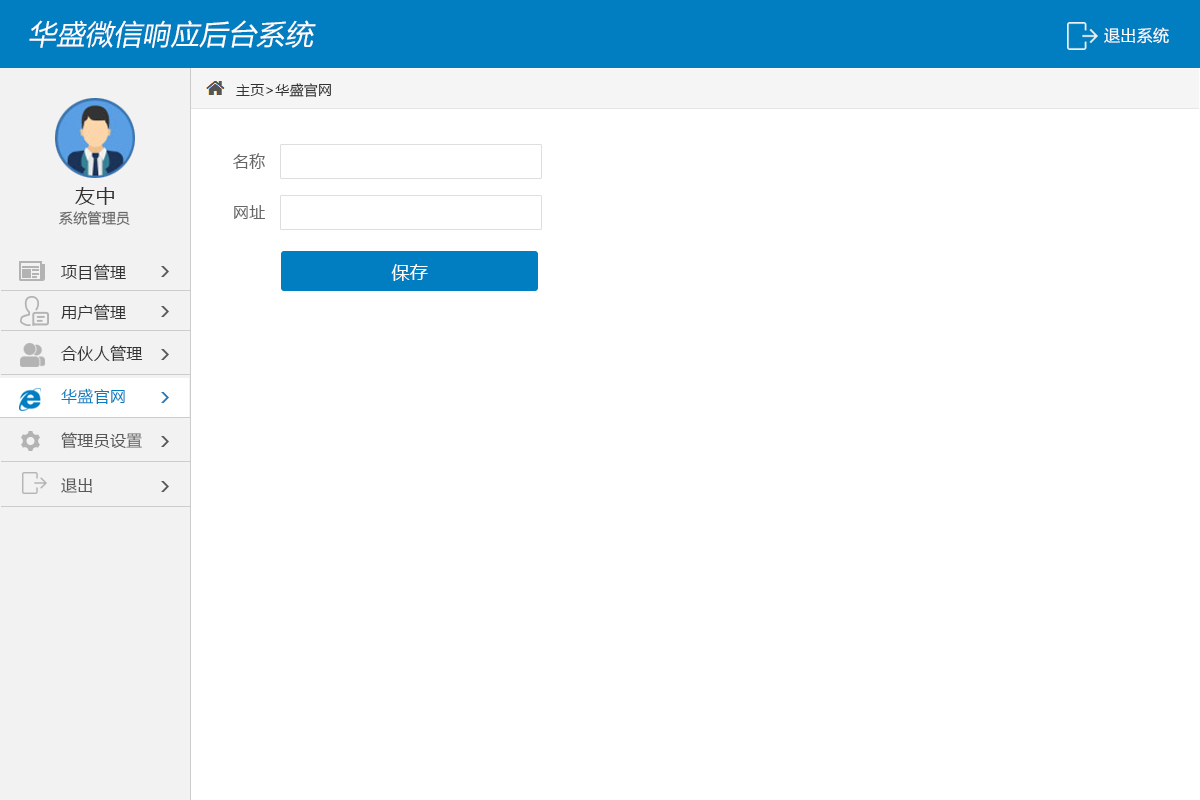 华盛微信响应后台系统
退出系统
主页>华盛官网
友中
系统管理员
项目管理
用户管理
合伙人管理
华盛官网
管理员设置
退出
名称
网址
保存